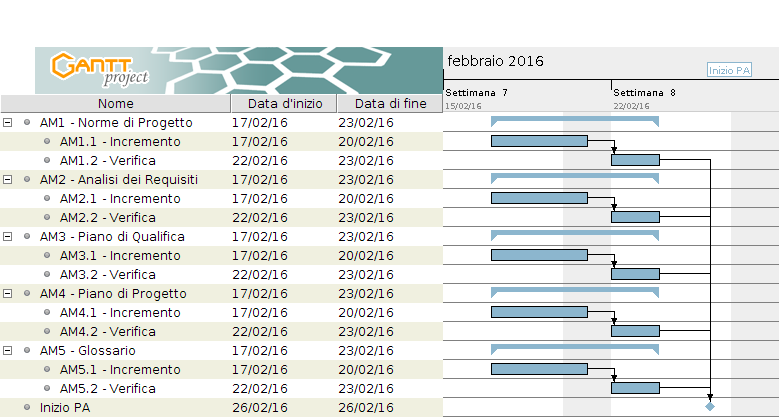 GANTT
project
febbraio 2016
Inizio PA
Settimana 7
Settimana 8
15/02/16
22/02/16
Nome Data d'inizio Data di fine
AM1 - Norme di Progetto 17/02/16 23/02/16
AM1.1 - Incremento 17/02/16 20/02/16
AM1.2 - Verifica 22/02/16 23/02/16
AM2 - Analisi dei Requisiti 17/02/16 23/02/16
AM2.1 - Incremento 17/02/16 20/02/16
AM2.2 - Verifica 22/02/16 23/02/16
AM3 - Piano di Qualifica 17/02/16 23/02/16
AM3.1 - Incremento 17/02/16 20/02/16
AM3.2 - Verifica 22/02/16 23/02/16
AM4 - Piano di Progetto 17/02/16 23/02/16
AM4.1 - Incremento 17/02/16 20/02/16
AM4.2 - Verifica 22/02/16 23/02/16
AM5 - Glossario 17/02/16 23/02/16
AM5.1 - Incremento 17/02/16 20/02/16
AM5.2 - Verifica 22/02/16 23/02/16
Inizio PA 26/02/16 26/02/16